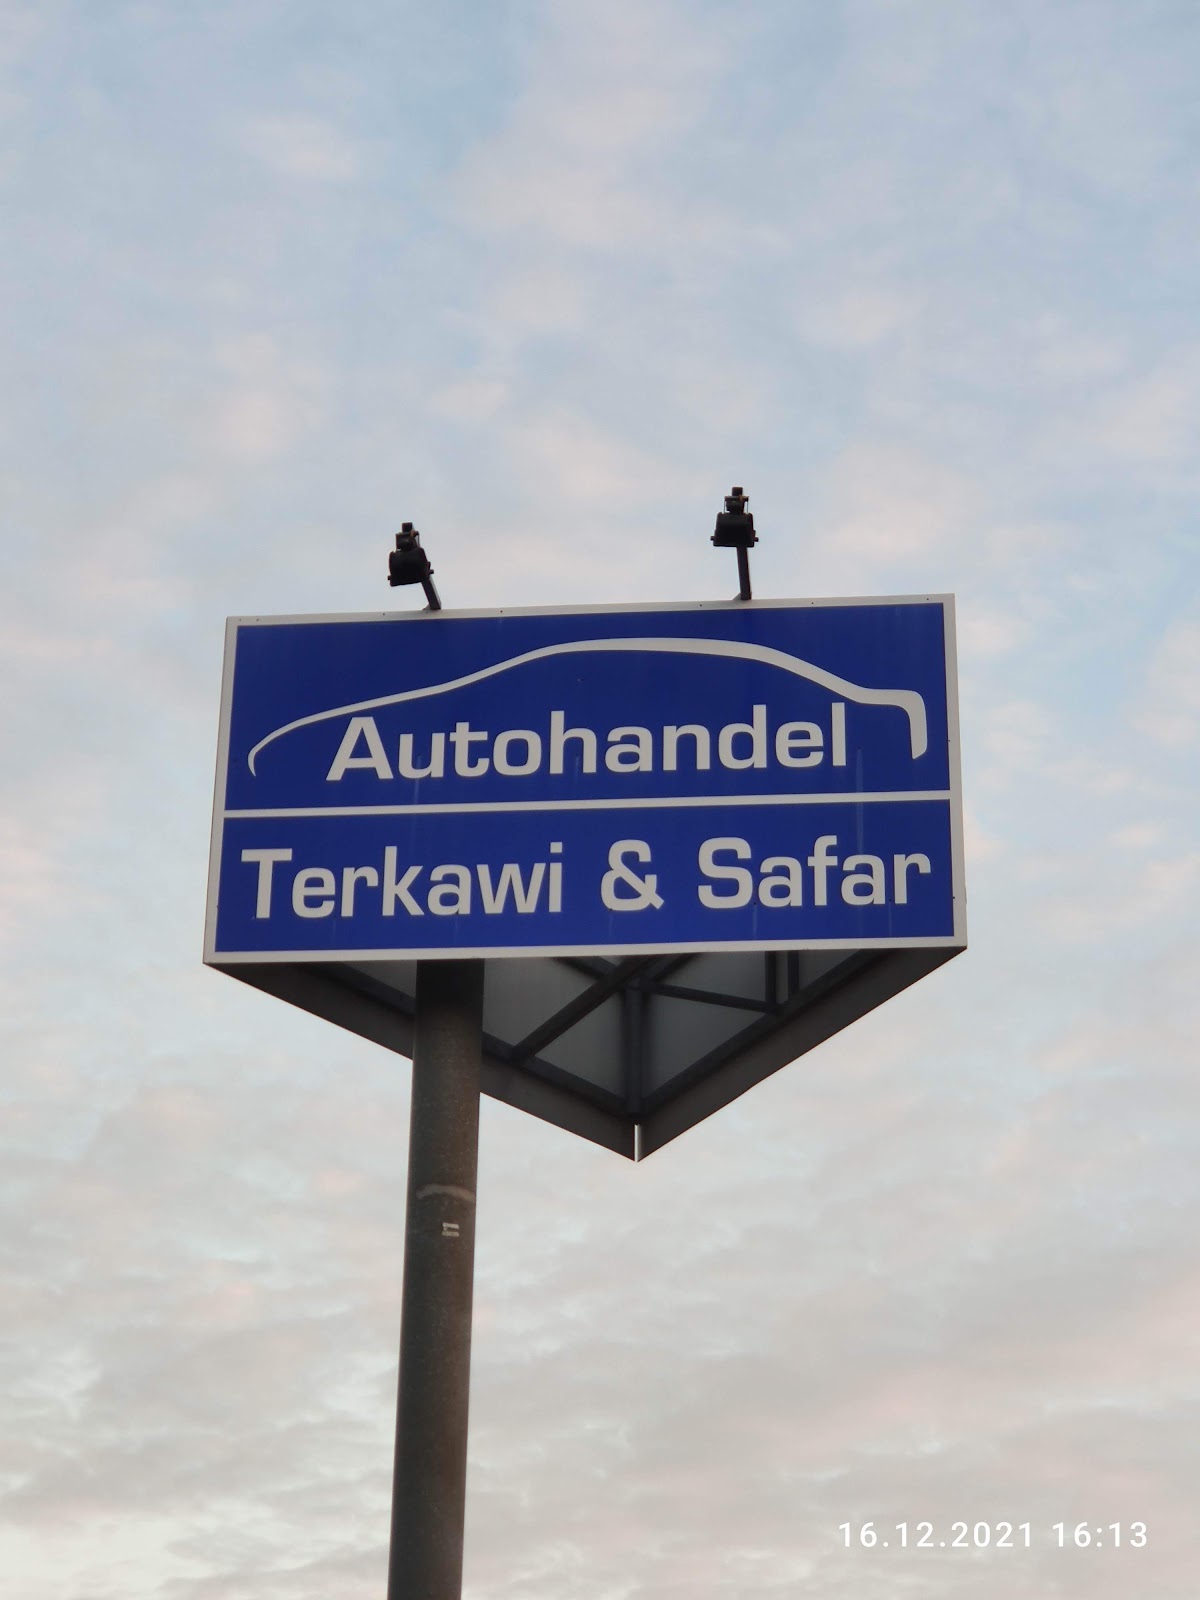 Autohandel
Terkawi & Safar
16.12.2021 16:13